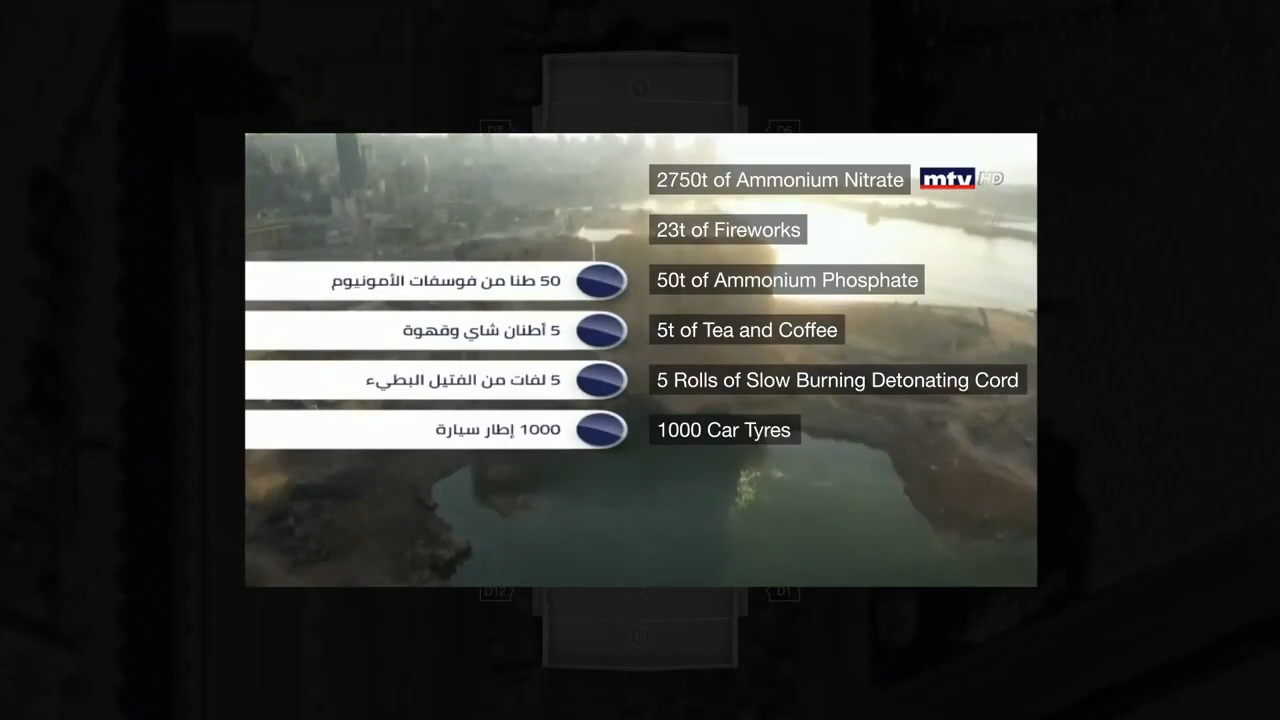 2750t of Ammonium Nitrate
mtv HD
23t of Fireworks
50 طنا من فوسفات الأمونيوم
50t of Ammonium Phosphate
5 أطنان شاي وقهوة
5t of Tea and Coffee
5 لفات من الفتيل البطيء
5 Rolls of Slow Burning Detonating Cord
1000 إطار سيارة
1000 Car Tyres
D12
D1